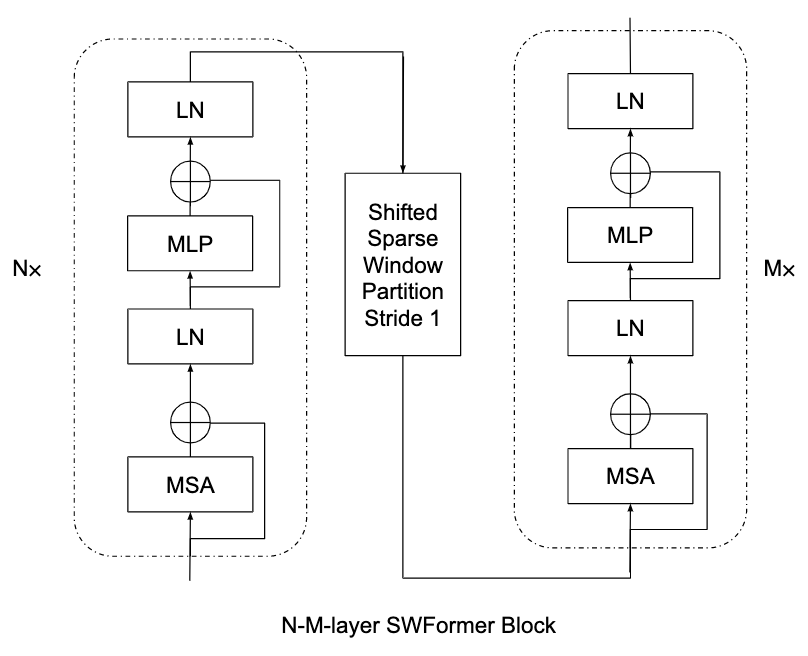 LN
MLP
LN
MSA
N×
Shifted
Sparse
Window
Partition
Stride 1
LN
MLP
LN
MSA
M×
N-M-layer SWFormer Block